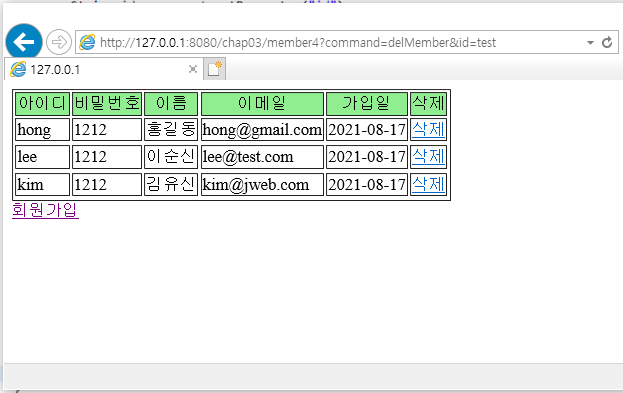 http://127.0.0.1:8080/chap03/member4?command=delMember&id=test
127.0.0.1
아이디 비밀번호 이름 이메일 가입일 삭제
hong 1212 홍길동 hong@gmail.com 2021-08-17 삭제
lee 1212 이순신 lee@test.com 2021-08-17 삭제
kim 1212 김유신 kim@jweb.com 2021-08-17 삭제
회원가입